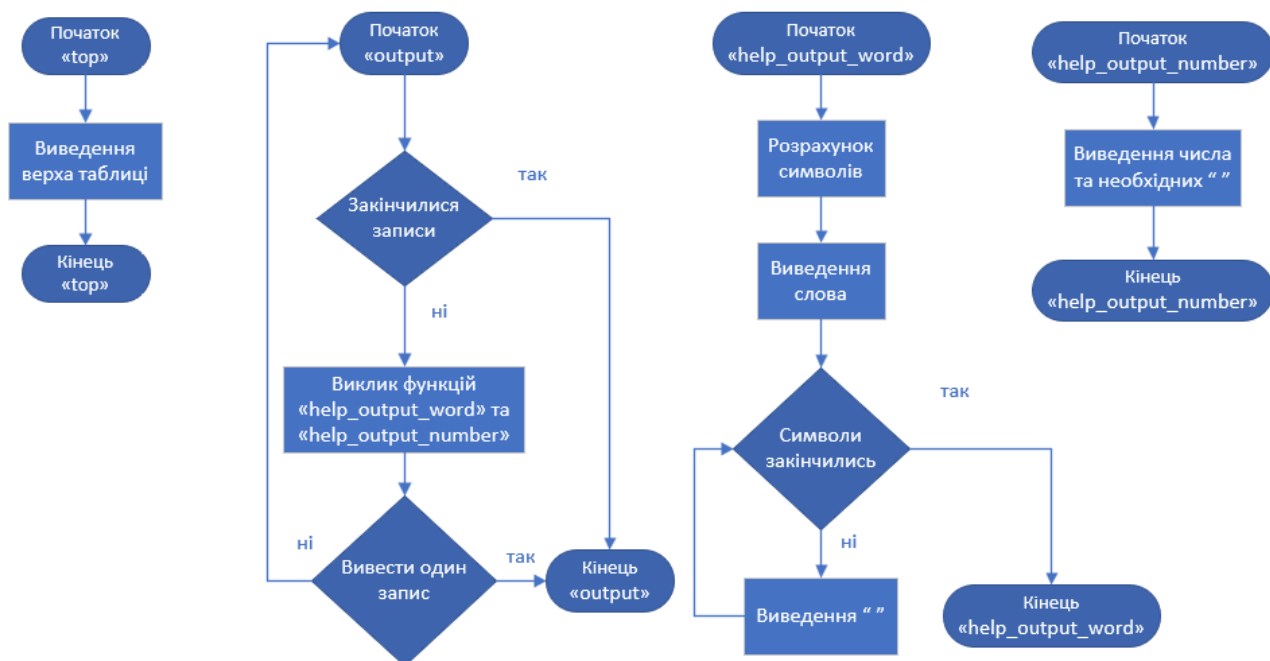 Початок
«top»
Виведення
верха таблиці
Кінець
«top»
Початок
«output»
Закінчилися
записи
так
ні
Виклик функцій
«help_output_word» та
«help_output_number»
Вивести один
запис
ні
так
Кінець
«output»
Початок
«help_output_word»
Розрахунок
символів
Виведення
слова
Символи
закінчились
так
ні
Виведення “ ”
Кінець
«help_output_word»
Початок
«help_output_number»
Виведення числа
та необхідних “ ”
Кінець
«help_output_number»